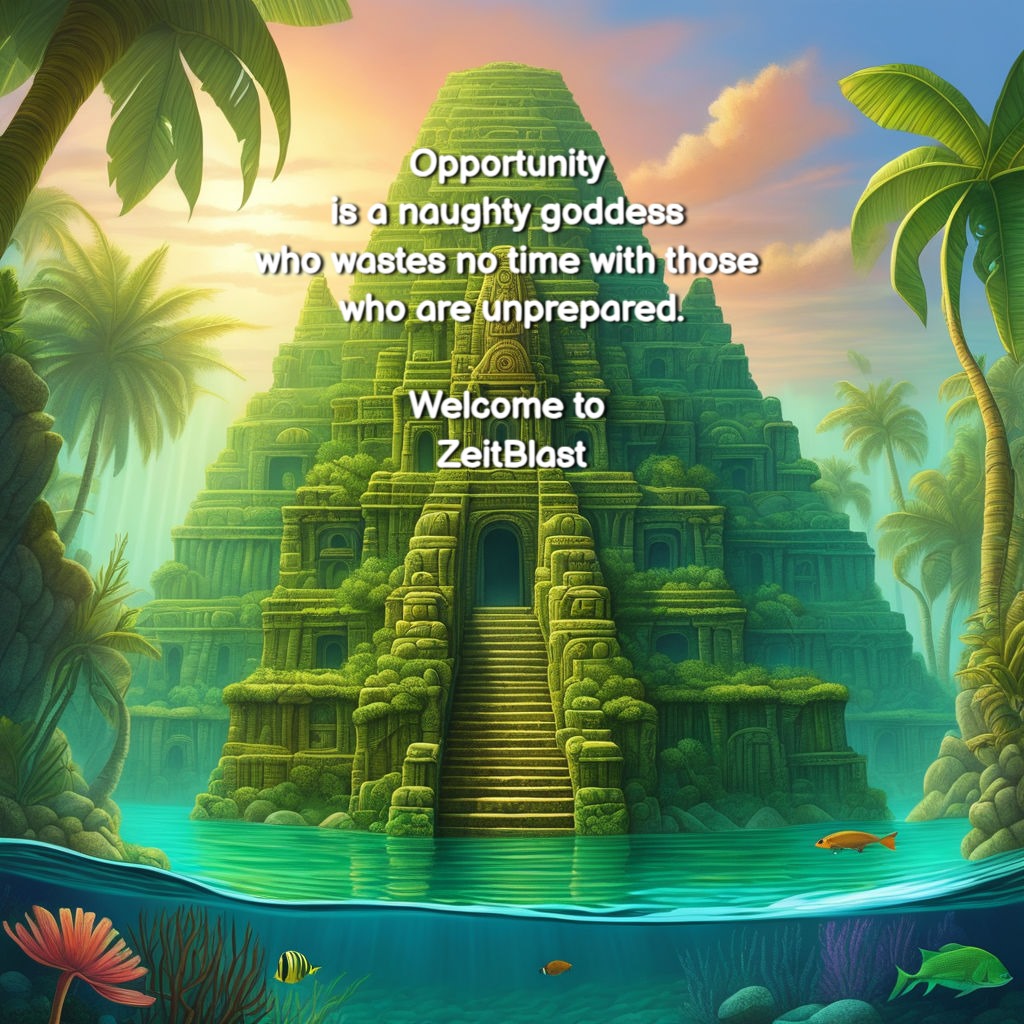 Opportunity
is a naughty goddess
who wastes no time with those
who are unprepared.
Welcome to
ZeitBlast